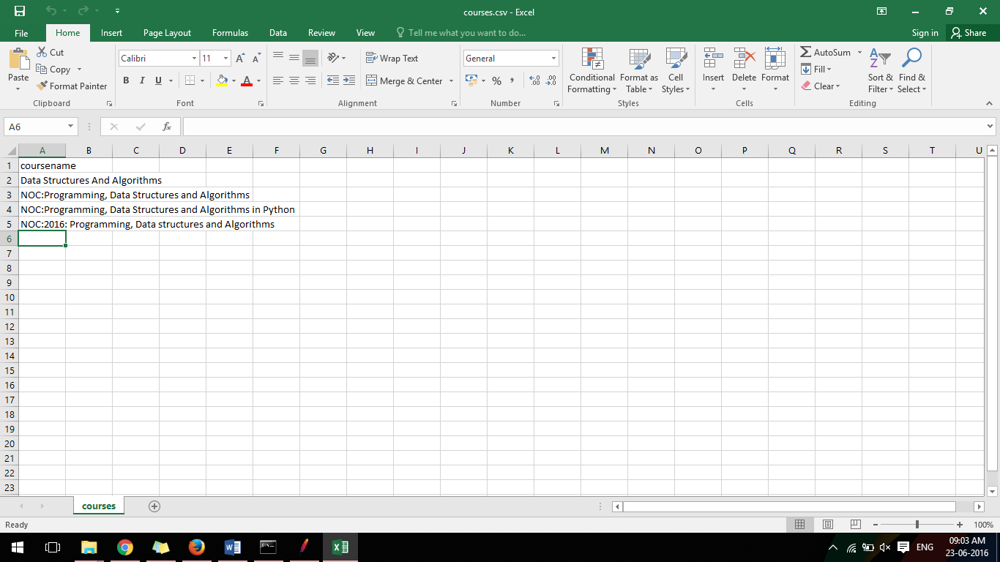 courses.csv - Excel
File Home Insert Page Layout Formulas Data Review View Tell me what you want to do... Sign in Share
Paste
Cut
Copy
Format Painter
Clipboard
Calibri 11
B I U A
Font
Wrap Text
Merge & Center
Alignment
General
% ,
Number
Conditional Formatting
Format as Table
Cell Styles
Styles
Insert Delete Format
Cells
AutoSum
Fill
Clear
Sort & Filter
Find & Select
Editing
A6
fx
A B C D E F G H I J K L M N O P Q R S T U
1 coursename
2 Data Structures And Algorithms
3 NOC:Programming, Data Structures and Algorithms
4 NOC:Programming, Data Structures and Algorithms in Python
5 NOC:2016: Programming, Data structures and Algorithms
6
7
8
9
10
11
12
13
14
15
16
17
18
19
20
21
22
23
courses
Ready
100%
ENG
09:03 AM
23-06-2016